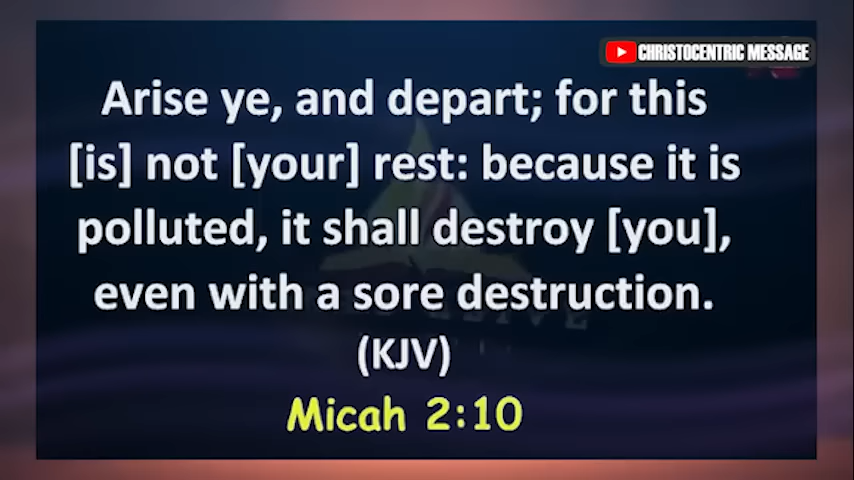 CHRISTOCENTRIC MESSAGE
Arise ye, and depart; for this
[is] not [your] rest: because it is
polluted, it shall destroy [you],
even with a sore destruction.
(KJV)
Micah 2:10